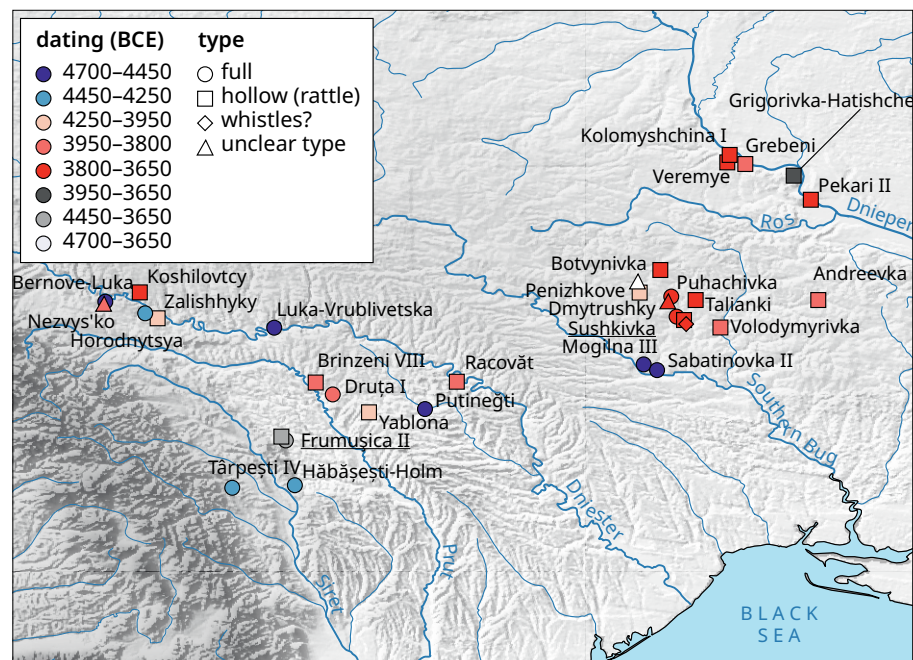 dating (BCE)
4700–4450
4450–4250
4250–3950
3950–3800
3800–3650
3950–3650
4450–3650
4700–3650
type
full
hollow (rattle)
whistles?
unclear type
Grigorivka-Hatishche
Kolomyshchina I
Grebeni
Veremye
Pekari II
Ros
Dnieper
Botvynivka
Puhachivka
Andreevka
Penizhkove
Talianki
Dmytrushky
Sushkivka
Volodymyrivka
Mogilna III
Sabatinovka II
Southern Bug
Bernove-Luka
Koshilovtcy
Zalishhyky
Nezvys'ko
Horodnytsya
Luka-Vrublivetska
Brinzeni VIII
Racovăt
Druța I
Putinegti
Yablona
Frumușica II
Târpești IV
Hăbășești-Holm
Dniester
Prut
Siret
BLACK
SEA